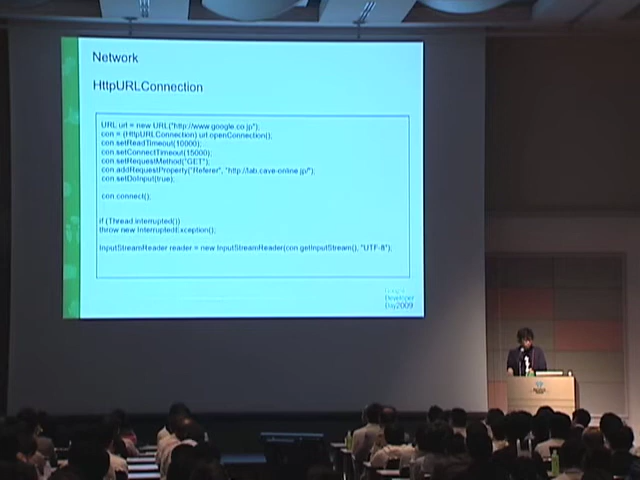 Network
HttpURLConnection
URL url = new URL("http://www.google.co.jp");
con = (HttpURLConnection) url.openConnection();
con.setReadTimeout(10000);
con.setConnectTimeout(15000);
con.setRequestMethod("GET");
con.addRequestProperty("Referer", "http://lab.cave-online.jp/");
con.setDoInput(true);
con.connect();
if (Thread.interrupted())
throw new InterruptedException();
InputStreamReader reader = new InputStreamReader(con.getInputStream(), "UTF-8");
Google
Developer
Day2009